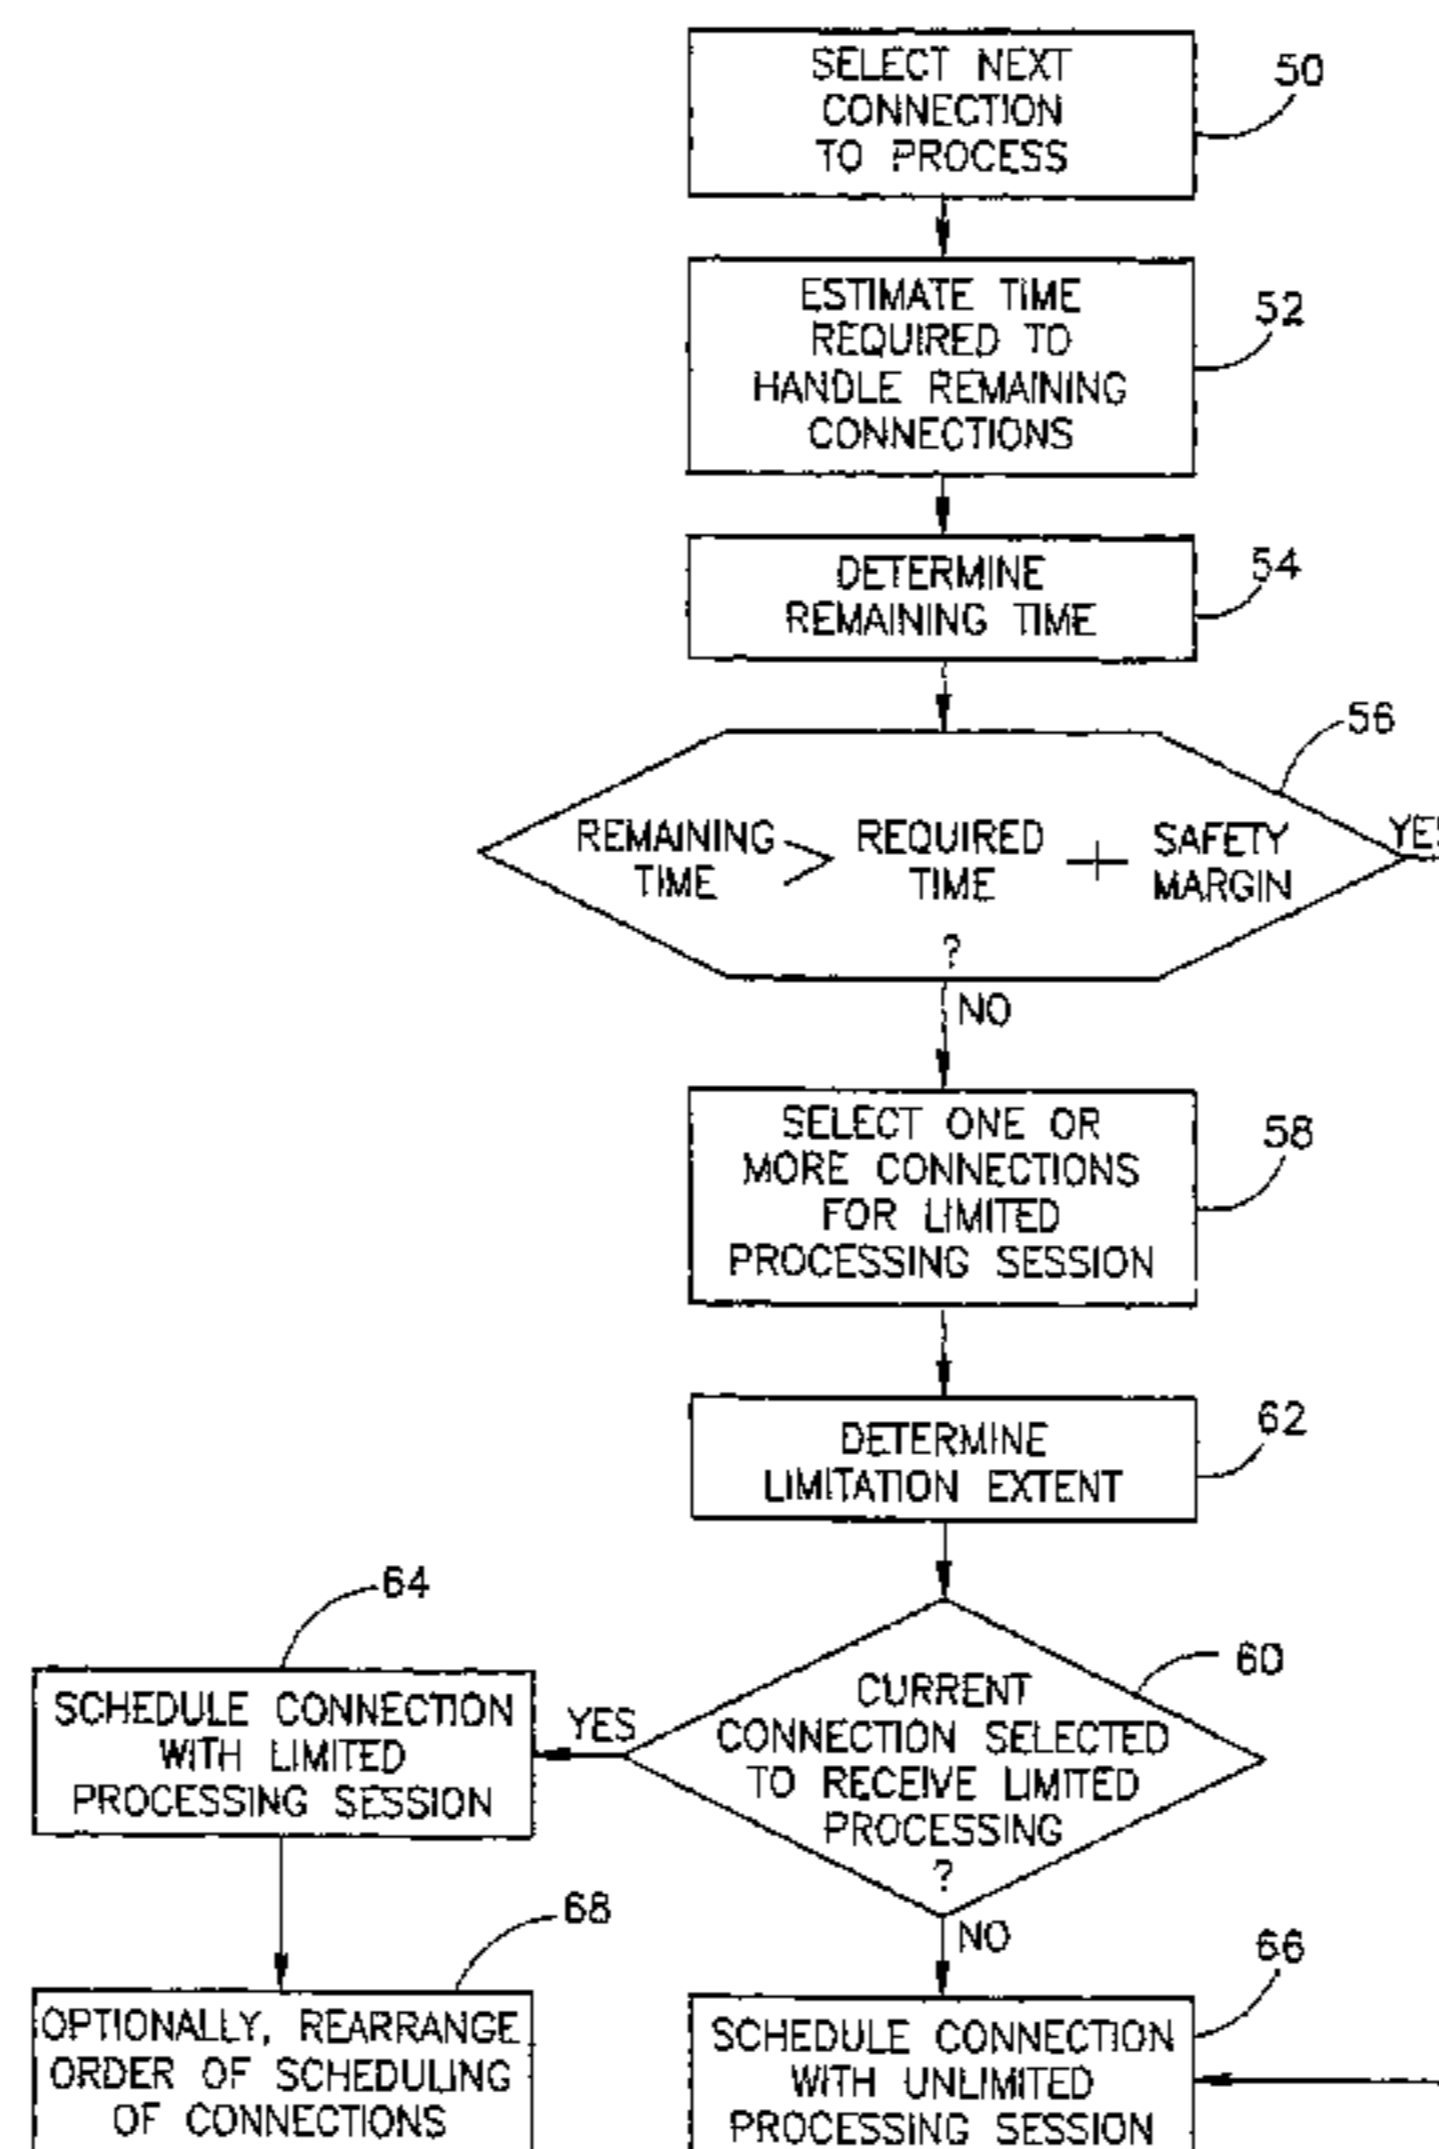 SELECT NEXT
CONNECTION
TO PROCESS
50
ESTIMATE TIME
REQUIRED TO
HANDLE REMAINING
CONNECTIONS
52
DETERMINE
REMAINING TIME
54
56
REMAINING
TIME
>
REQUIRED
TIME
+
SAFETY
MARGIN
?
YES
NO
SELECT ONE OR
MORE CONNECTIONS
FOR LIMITED
PROCESSING SESSION
58
DETERMINE
LIMITATION EXTENT
62
64
SCHEDULE CONNECTION
WITH LIMITED
PROCESSING SESSION
YES
CURRENT
CONNECTION SELECTED
TO RECEIVE LIMITED
PROCESSING
?
60
NO
68
OPTIONALLY, REARRANGE
ORDER OF SCHEDULING
OF CONNECTIONS
66
SCHEDULE CONNECTION
WITH UNLIMITED
PROCESSING SESSION